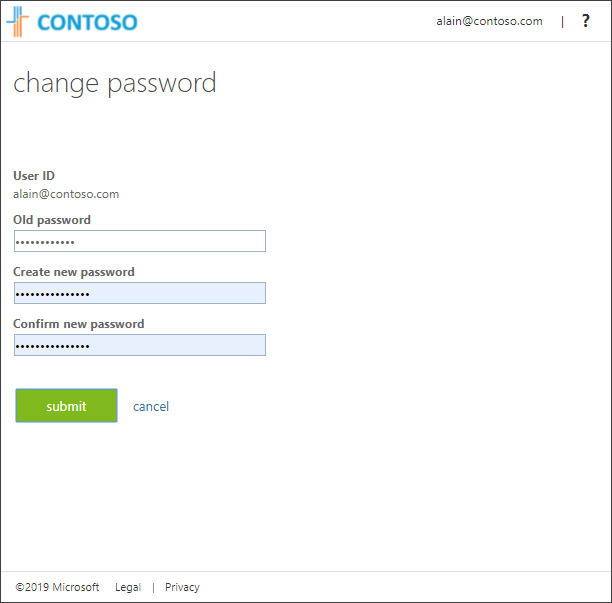 CONTOSO
alain@contoso.com | ?
change password
User ID
alain@contoso.com
Old password
••••••••••••
Create new password
•••••••••••••••
Confirm new password
•••••••••••••••
submit cancel
©2019 Microsoft Legal | Privacy